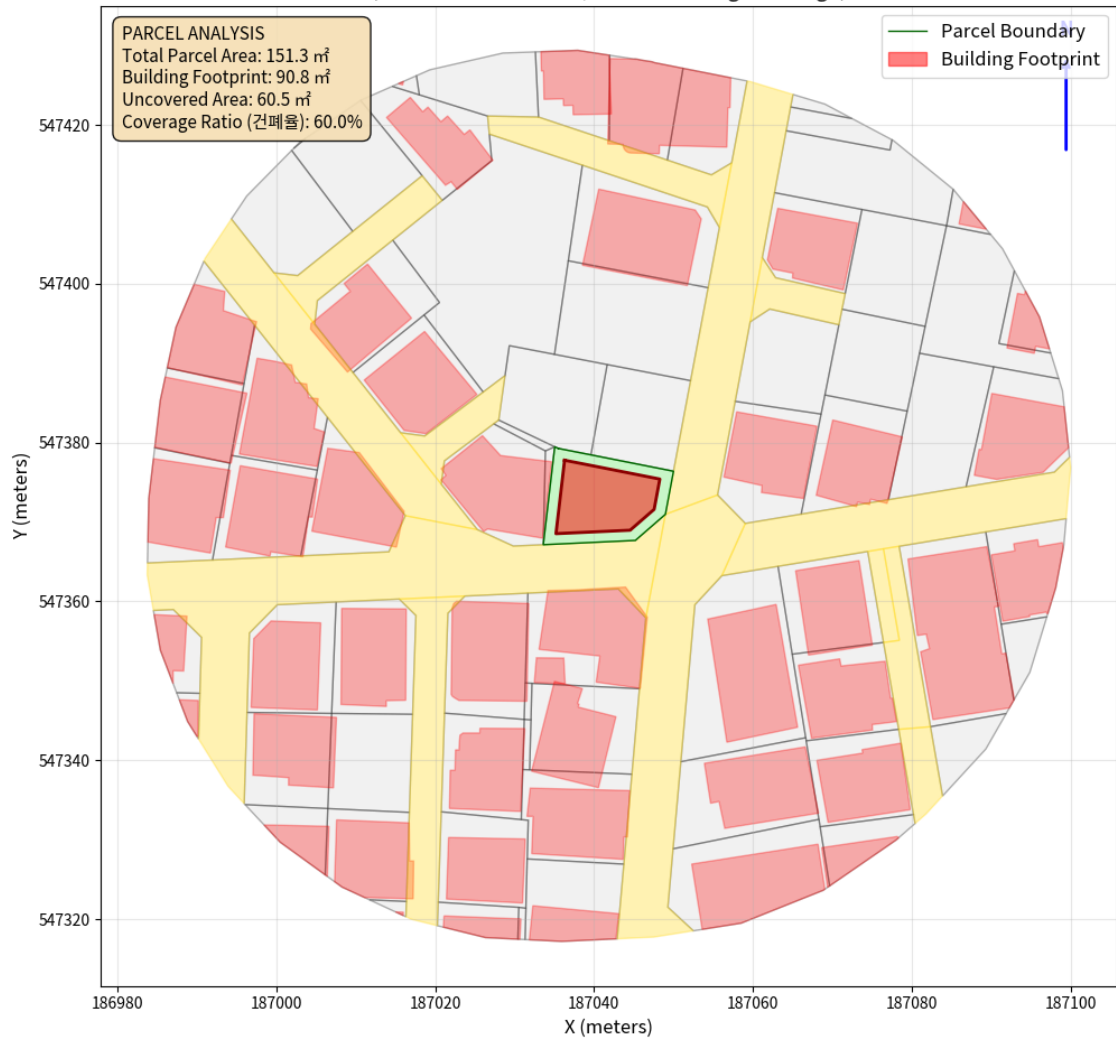 PARCEL ANALYSIS
Total Parcel Area: 151.3 ㎡
Building Footprint: 90.8 ㎡
Uncovered Area: 60.5 ㎡
Coverage Ratio (건폐율): 60.0%
Parcel Boundary
Building Footprint
547420
547400
547380
547360
547340
547320
Y (meters)
186980
187000
187020
187040
187060
187080
187100
X (meters)